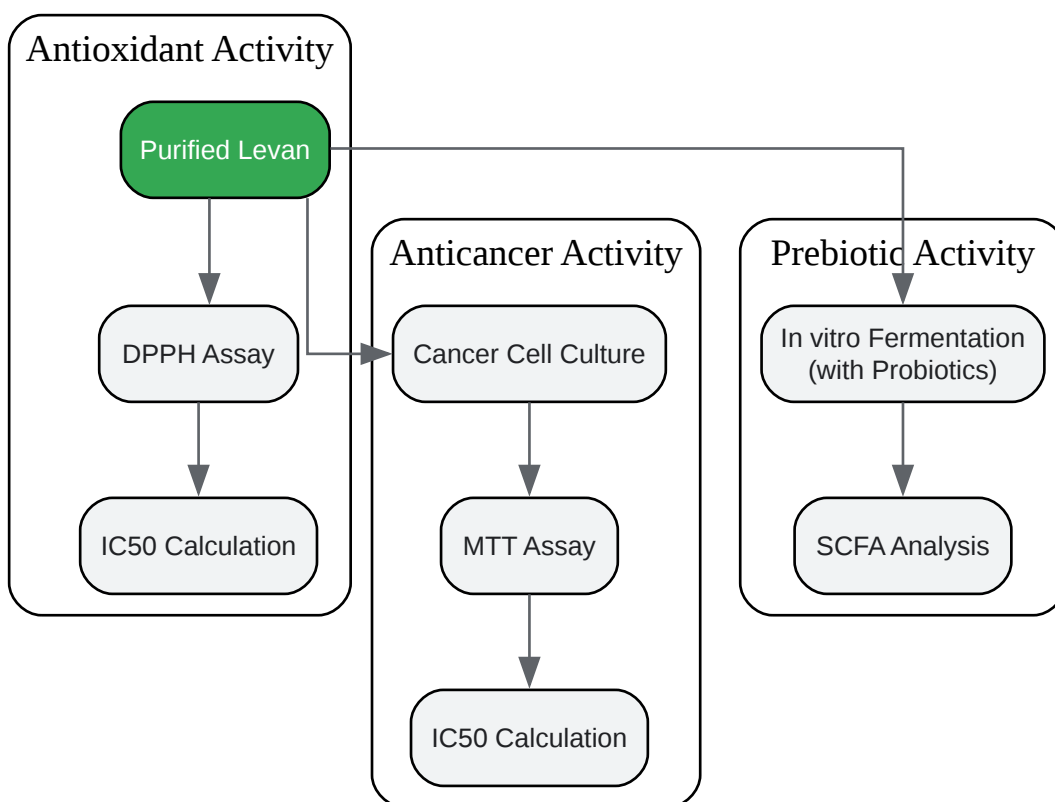 Antioxidant Activity
Purified Levan
DPPH Assay
IC50 Calculation
Anticancer Activity
Cancer Cell Culture
MTT Assay
IC50 Calculation
Prebiotic Activity
In vitro Fermentation
(with Probiotics)
SCFA Analysis